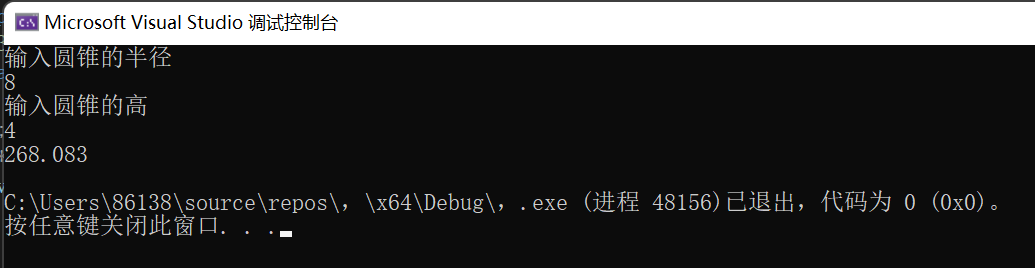 Microsoft Visual Studio 调试控制台
输入圆锥的半径
8
输入圆锥的高
4
268.083
C:\Users\86138\source\repos\，\x64\Debug\，.exe (进程 48156)已退出，代码为 0 (0x0)。
按任意键关闭此窗口. . .